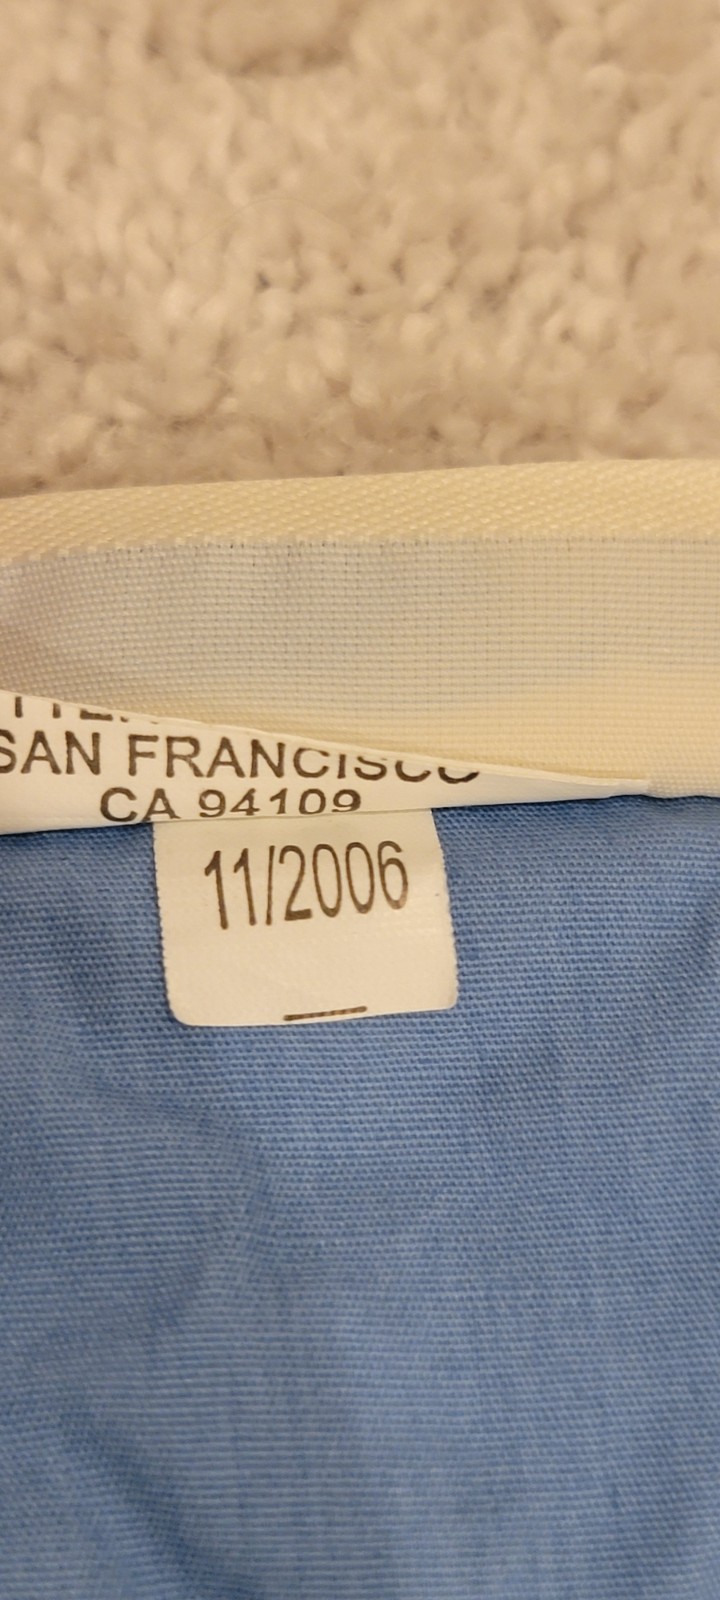 SAN FRANCISCO
CA 94109
11/2006